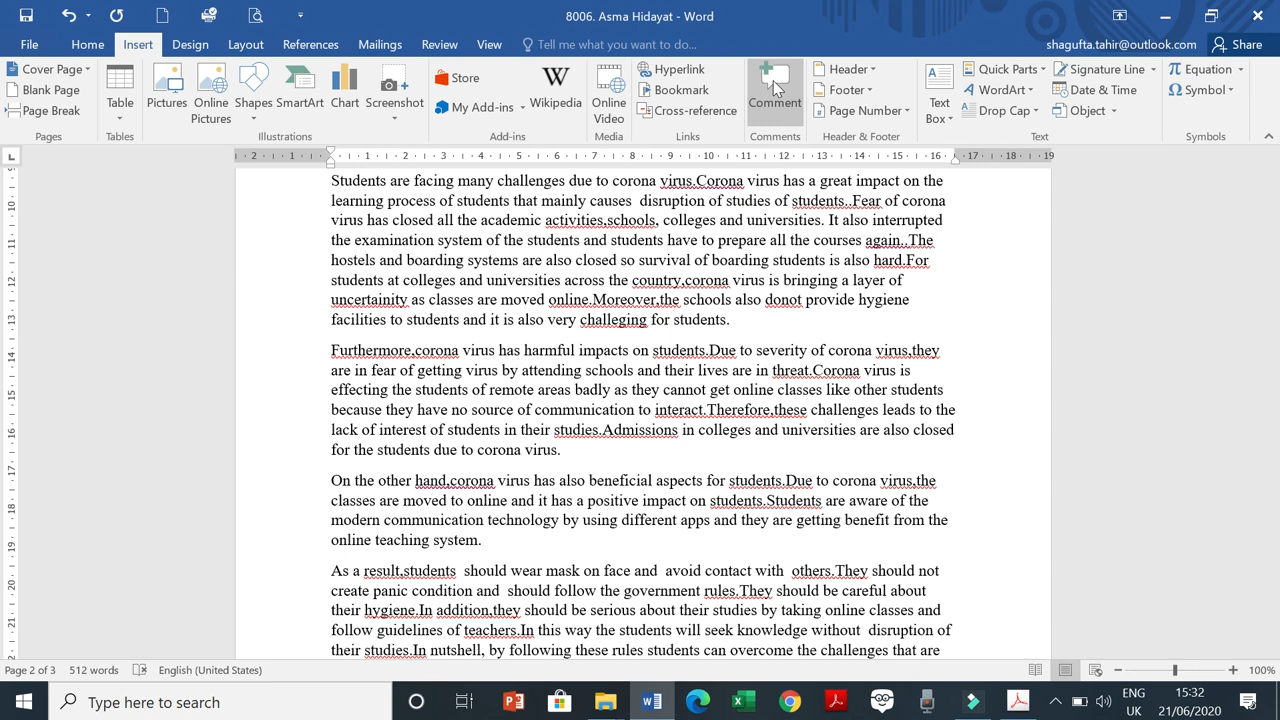 8006. Asma Hidayat - Word
File Home Insert Design Layout References Mailings Review View Tell me what you want to do... shagufta.tahir@outlook.com Share
Cover Page
Blank Page
Page Break
Pages
Table
Tables
Pictures
Online Pictures
Shapes
SmartArt
Chart
Screenshot
Illustrations
Store
My Add-ins
Wikipedia
Add-ins
Online Video
Media
Hyperlink
Bookmark
Cross-reference
Links
Comment
Comments
Header
Footer
Page Number
Header & Footer
Text Box
Quick Parts
WordArt
Drop Cap
Signature Line
Date & Time
Object
Text
Equation
Symbol
Symbols
2 1 1 2 3 4 5 6 7 8 9 10 11 12 13 14 15 16 17 18 19
Students are facing many challenges due to corona virus.Corona virus has a great impact on the
learning process of students that mainly causes  disruption of studies of students..Fear of corona
virus has closed all the academic activities,schools, colleges and universities. It also interrupted
the examination system of the students and students have to prepare all the courses again..The
hostels and boarding systems are also closed so survival of boarding students is also hard.For
students at colleges and universities across the country,corona virus is bringing a layer of
uncertainity as classes are moved online.Moreover,the schools also donot provide hygiene
facilities to students and it is also very challeging for students.
Furthermore,corona virus has harmful impacts on students.Due to severity of corona virus,they
are in fear of getting virus by attending schools and their lives are in threat.Corona virus is
effecting the students of remote areas badly as they cannot get online classes like other students
because they have no source of communication to interact.Therefore,these challenges leads to the
lack of interest of students in their studies.Admissions in colleges and universities are also closed
for the students due to corona virus.
On the other hand,corona virus has also beneficial aspects for students.Due to corona virus,the
classes are moved to online and it has a positive impact on students.Students are aware of the
modern communication technology by using different apps and they are getting benefit from the
online teaching system.
As a result,students  should wear mask on face and  avoid contact with  others.They should not
create panic condition and  should follow the government rules.They should be careful about
their hygiene.In addition,they should be serious about their studies by taking online classes and
follow guidelines of teachers.In this way the students will seek knowledge without  disruption of
their studies.In nutshell, by following these rules students can overcome the challenges that are
Page 2 of 3 512 words English (United States) 100%
Type here to search
ENG
UK
15:32
21/06/2020